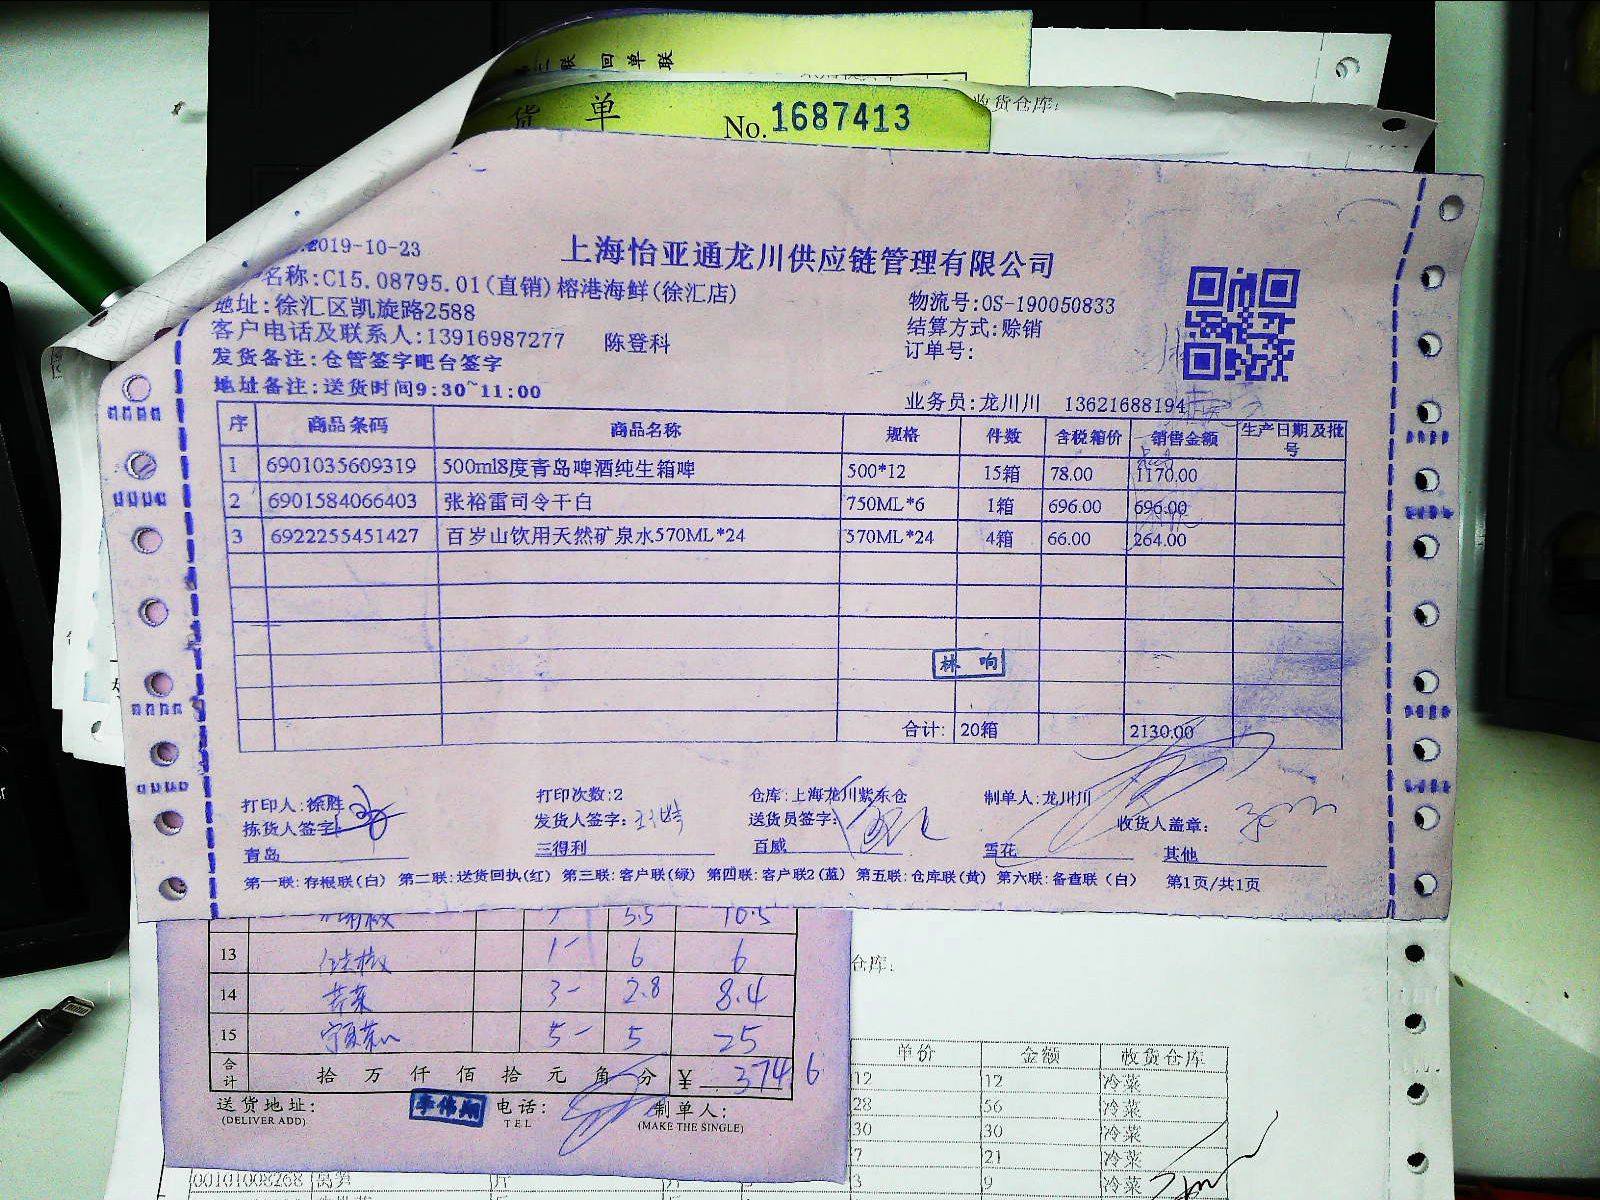 第二联 回单联
收货仓库:
货 单 No.1687413
2019-10-23 上海怡亚通龙川供应链管理有限公司
名称:C15.08795.01(直销)榕港海鲜(徐汇店)
物流号:OS-190050833
地址:徐汇区凯旋路2588
结算方式:赊销
客户电话及联系人:13916987277 陈登科
订单号:
发货备注:仓管签字吧台签字
地址备注:送货时间9:30~11:00
业务员:龙川川 13621688194
序 商品条码 商品名称 规格 件数 含税箱价 销售金额 生产日期及批号
1 6901035609319 500ml8度青岛啤酒纯生箱啤 500*12 15箱 78.00 1170.00
2 6901584066403 张裕雷司令干白 750ML*6 1箱 696.00 696.00
3 6922255451427 百岁山饮用天然矿泉水570ML*24 570ML*24 4箱 66.00 264.00
林 响
合计: 20箱 2130.00
打印人:徐胜 打印次数:2 仓库:上海龙川紫东仓 制单人:龙川川
拣货人签字: 发货人签字: 送货员签字: 收货人盖章:
青岛 三得利 百威 雪花 其他
第一联:存根联(白) 第二联:送货回执(红) 第三联:客户联(绿) 第四联:客户联2(蓝) 第五联:仓库联(黄) 第六联:备查联(白) 第1页/共1页
5.5 10.5
13 1- 6 6
14 芹菜 3- 2.8 8.4
15 5- 5 25
合计 拾 万 仟 佰 拾 元 角 分 ¥ 374 6
送货地址: 电话: 制单人:
(DELIVER ADD) TEL (MAKE THE SINGLE)
仓库:
单价 金额 收货仓库
12 12 冷菜
28 56 冷菜
30 30 冷菜
7 21 冷菜
00101008268 莴笋 斤 3 9 冷菜